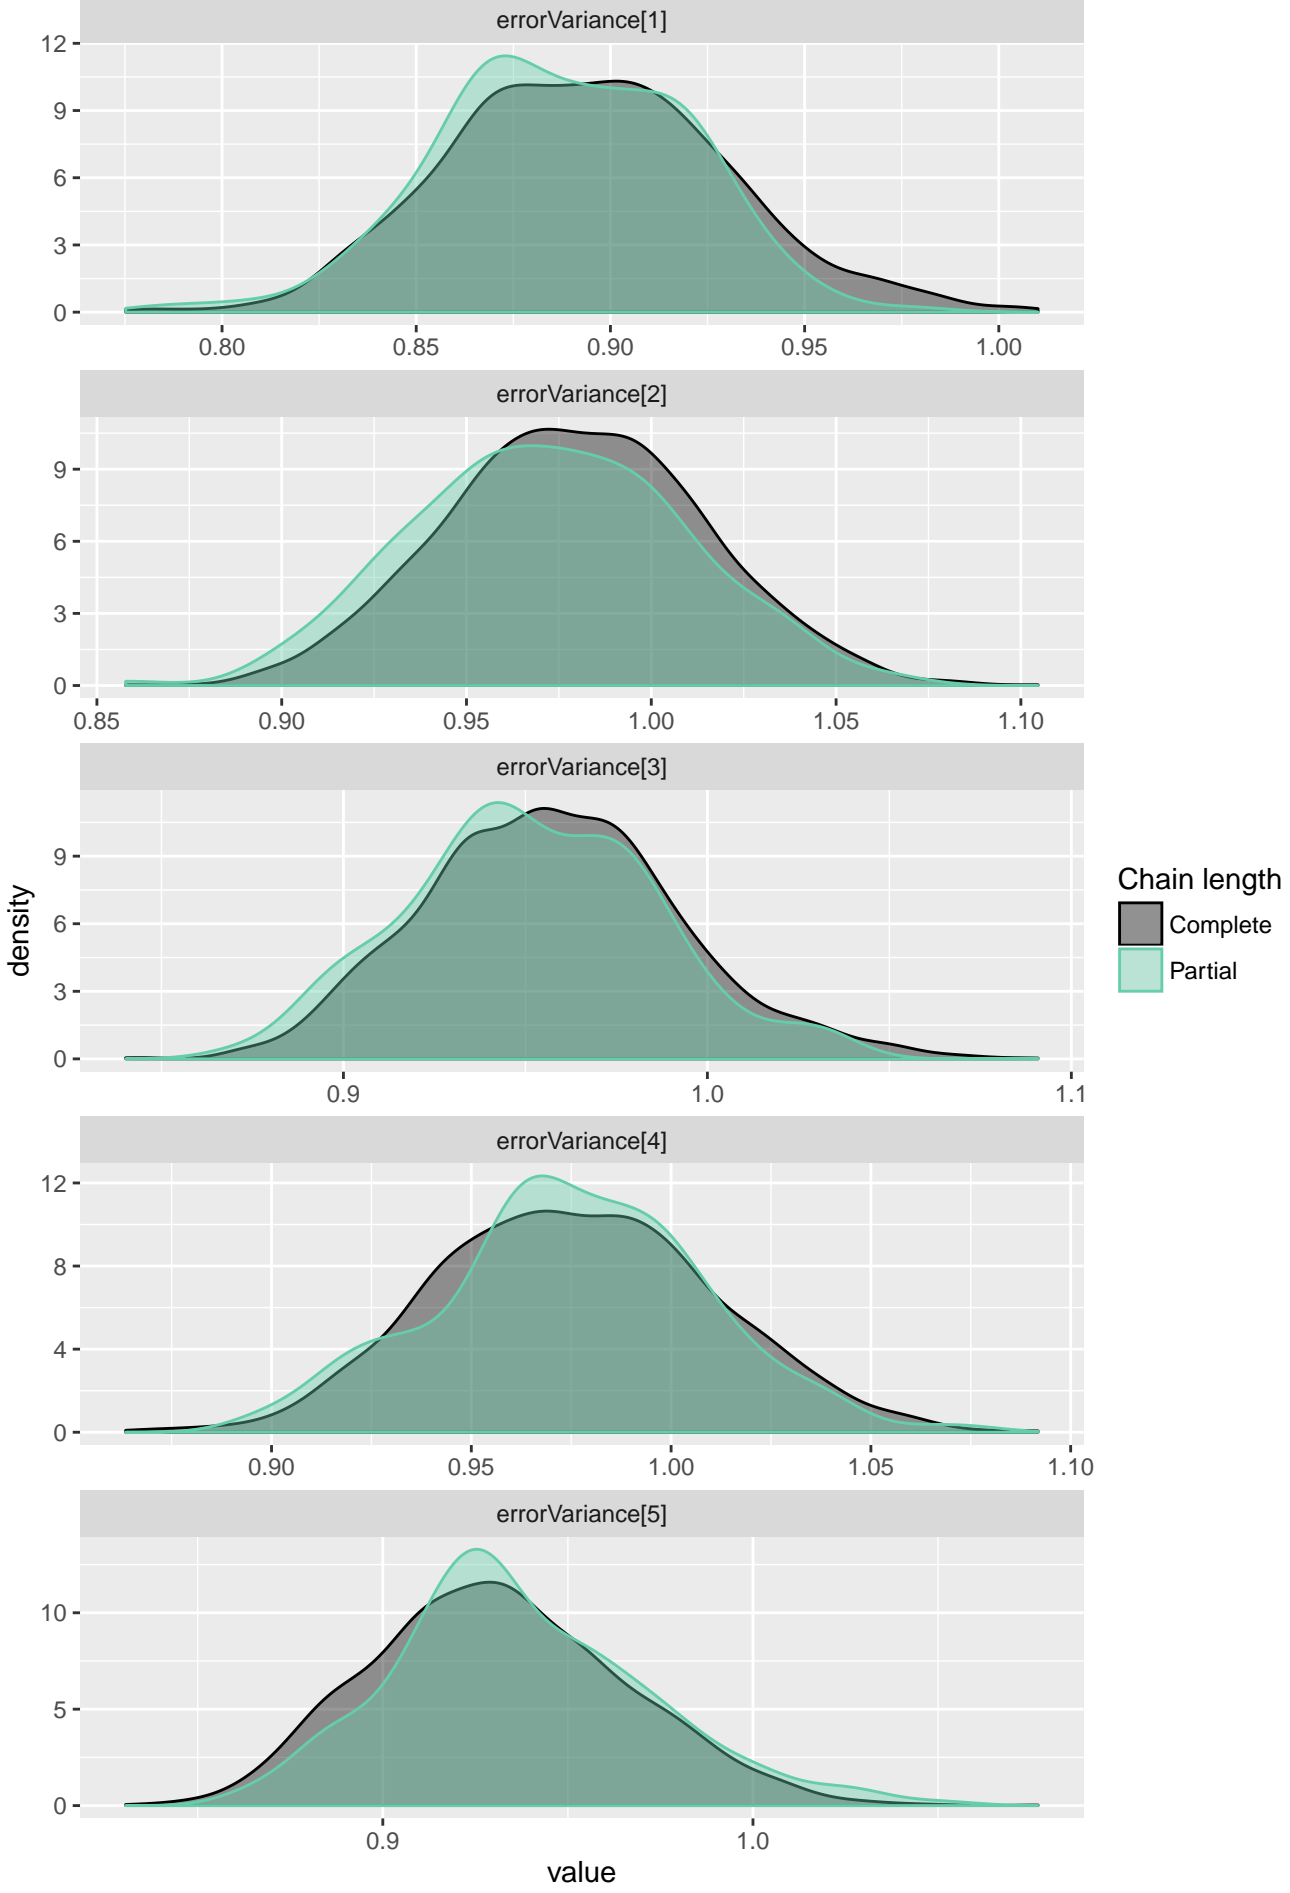 errorVariance[1]
12
9
6
3
0
0.80 0.85 0.90 0.95 1.00
errorVariance[2]
9
6
3
0
0.85 0.90 0.95 1.00 1.05 1.10
errorVariance[3]
9
6
3
0
0.9 1.0 1.1
errorVariance[4]
12
8
4
0
0.90 0.95 1.00 1.05 1.10
errorVariance[5]
10
5
0
0.9 1.0
value
density
Chain length
Complete
Partial